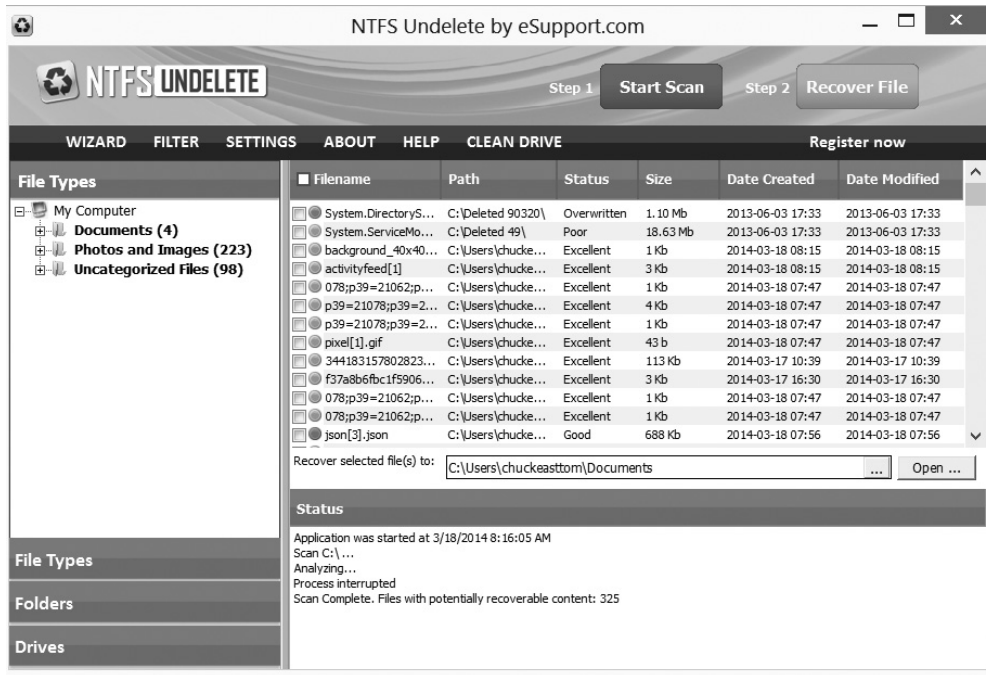 NTFS Undelete by eSupport.com
NTFS UNDELETE
Step 1 Start Scan Step 2 Recover File
WIZARD FILTER SETTINGS ABOUT HELP CLEAN DRIVE Register now
File Types
My Computer
Documents (4)
Photos and Images (223)
Uncategorized Files (98)
File Types
Folders
Drives
Filename Path Status Size Date Created Date Modified
System.DirectoryS... C:\Deleted 90320\ Overwritten 1.10 Mb 2013-06-03 17:33 2013-06-03 17:33
System.ServiceMo... C:\Deleted 49\ Poor 18.63 Mb 2013-06-03 17:33 2013-06-03 17:33
background_40x40... C:\Users\chucke... Excellent 1 Kb 2014-03-18 08:15 2014-03-18 08:15
activityfeed[1] C:\Users\chucke... Excellent 3 Kb 2014-03-18 08:15 2014-03-18 08:15
078;p39=21062;p... C:\Users\chucke... Excellent 1 Kb 2014-03-18 07:47 2014-03-18 07:47
p39=21078;p39=2... C:\Users\chucke... Excellent 4 Kb 2014-03-18 07:47 2014-03-18 07:47
p39=21078;p39=2... C:\Users\chucke... Excellent 1 Kb 2014-03-18 07:47 2014-03-18 07:47
pixel[1].gif C:\Users\chucke... Excellent 43 b 2014-03-18 07:47 2014-03-18 07:47
344183157802823... C:\Users\chucke... Excellent 113 Kb 2014-03-17 10:39 2014-03-17 10:39
f37a8b6fbc1f5906... C:\Users\chucke... Excellent 3 Kb 2014-03-17 16:30 2014-03-17 16:30
078;p39=21062;p... C:\Users\chucke... Excellent 1 Kb 2014-03-18 07:47 2014-03-18 07:47
078;p39=21062;p... C:\Users\chucke... Excellent 1 Kb 2014-03-18 07:47 2014-03-18 07:47
json[3].json C:\Users\chucke... Good 688 Kb 2014-03-18 07:56 2014-03-18 07:56
Recover selected file(s) to: C:\Users\chuckeasttom\Documents ... Open ...
Status
Application was started at 3/18/2014 8:16:05 AM
Scan C:\ ...
Analyzing...
Process interrupted
Scan Complete. Files with potentially recoverable content: 325